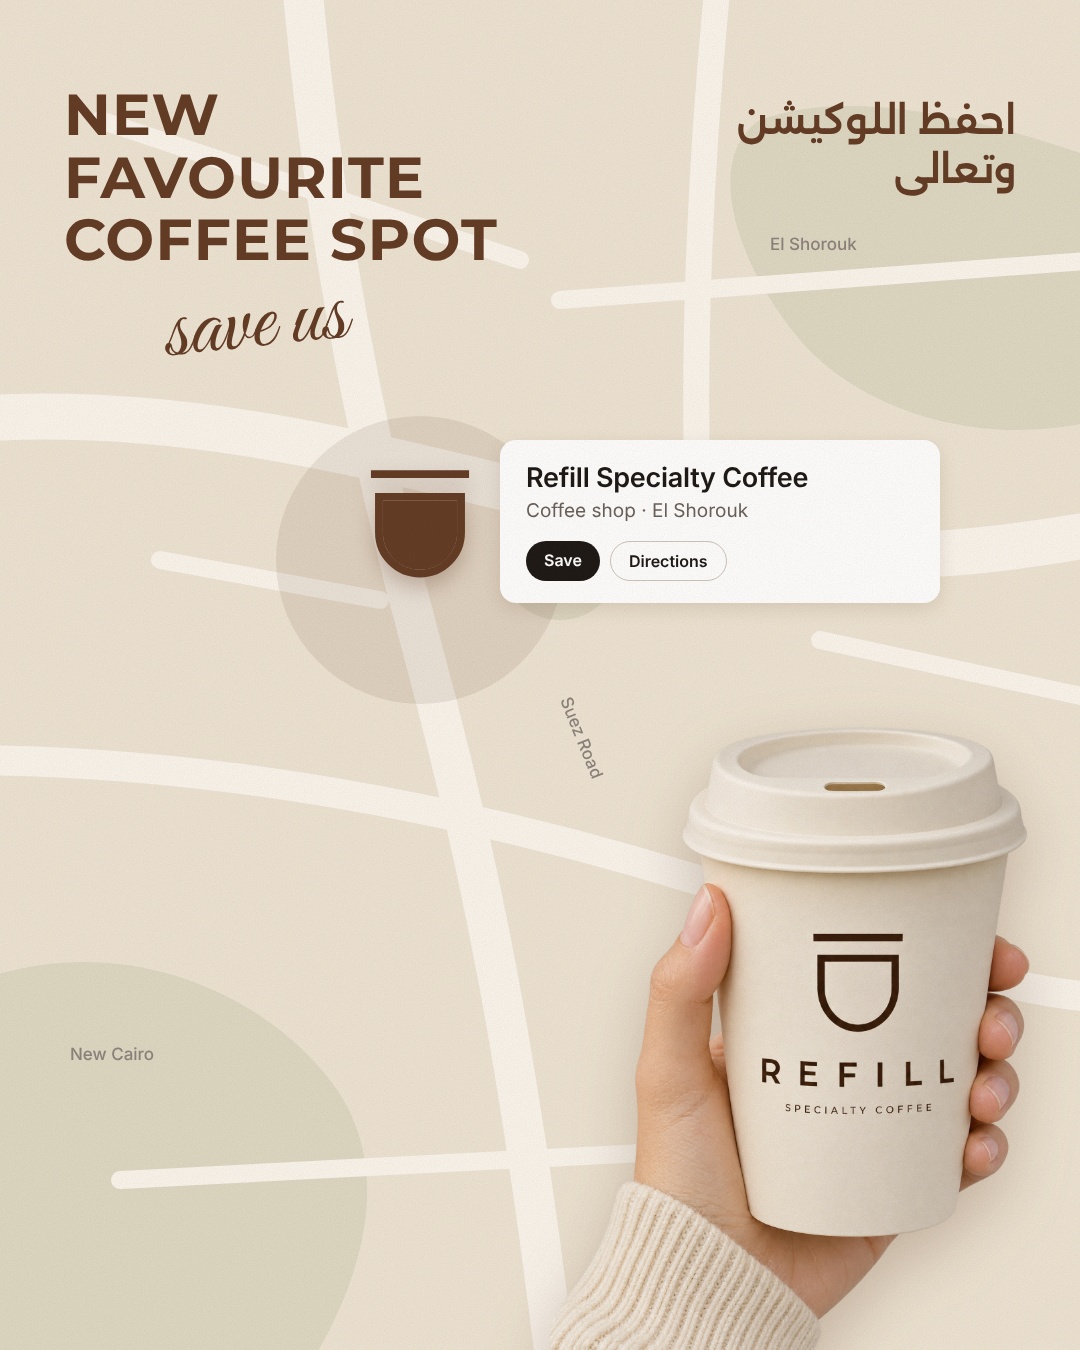 NEW
FAVOURITE
COFFEE SPOT
save us
احفظ اللوكيشن
وتعالى
El Shorouk
Refill Specialty Coffee
Coffee shop · El Shorouk
Save
Directions
Suez Road
New Cairo
REFILL
SPECIALTY COFFEE